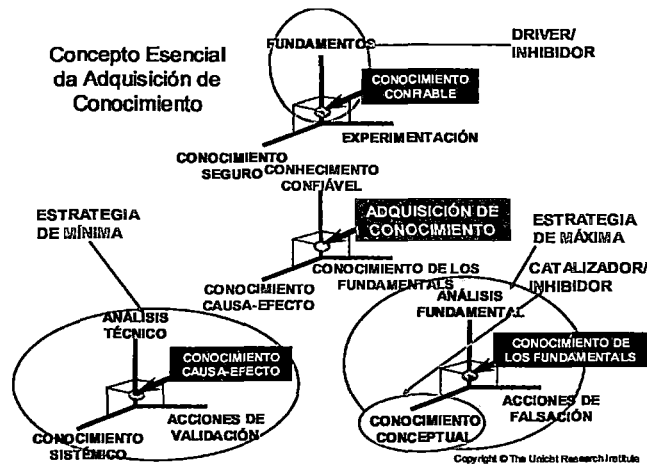 Concepto Esencial
da Adquisición de
Conocimiento
FUNDAMENTOS
DRIVER/
INHIBIDOR
CONOCIMIENTO
CONRABLE
EXPERIMENTACIÓN
CONOCIMIENTO
SEGURO
CONHECIMENTO
CONFIÁVEL
ADQUISICIÓN DE
CONOCIMIENTO
CONOCIMIENTO DE LOS
FUNDAMENTALS
CONOCIMIENTO
CAUSA-EFECTO
ESTRATEGIA
DE MÍNIMA
ESTRATEGIA
DE MÁXIMA
CATALIZADOR/
INHIBIDOR
ANÁLISIS
TÉCNICO
CONOCIMIENTO
CAUSA-EFECTO
ACCIONES DE
VALIDACIÓN
CONOCIMIENTO
SISTÉMICO
ANÁLISIS
FUNDAMENTAL
CONOCIMIENTO DE
LOS FUNDAMENTALS
ACCIONES DE
FALSACIÓN
CONOCIMIENTO
CONCEPTUAL
Copyright © The Unicist Research Institute